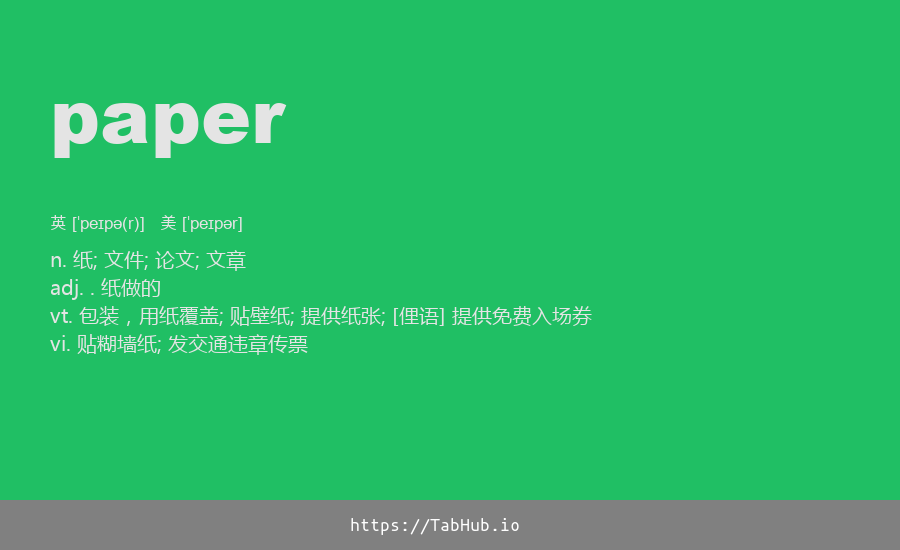 paper
英 [ˈpeɪpə(r)]   美 [ˈpeɪpər]
n. 纸; 文件; 论文; 文章
adj. . 纸做的
vt. 包装，用纸覆盖; 贴壁纸; 提供纸张; [俚语] 提供免费入场券
vi. 贴糊墙纸; 发交通违章传票
https://TabHub.io